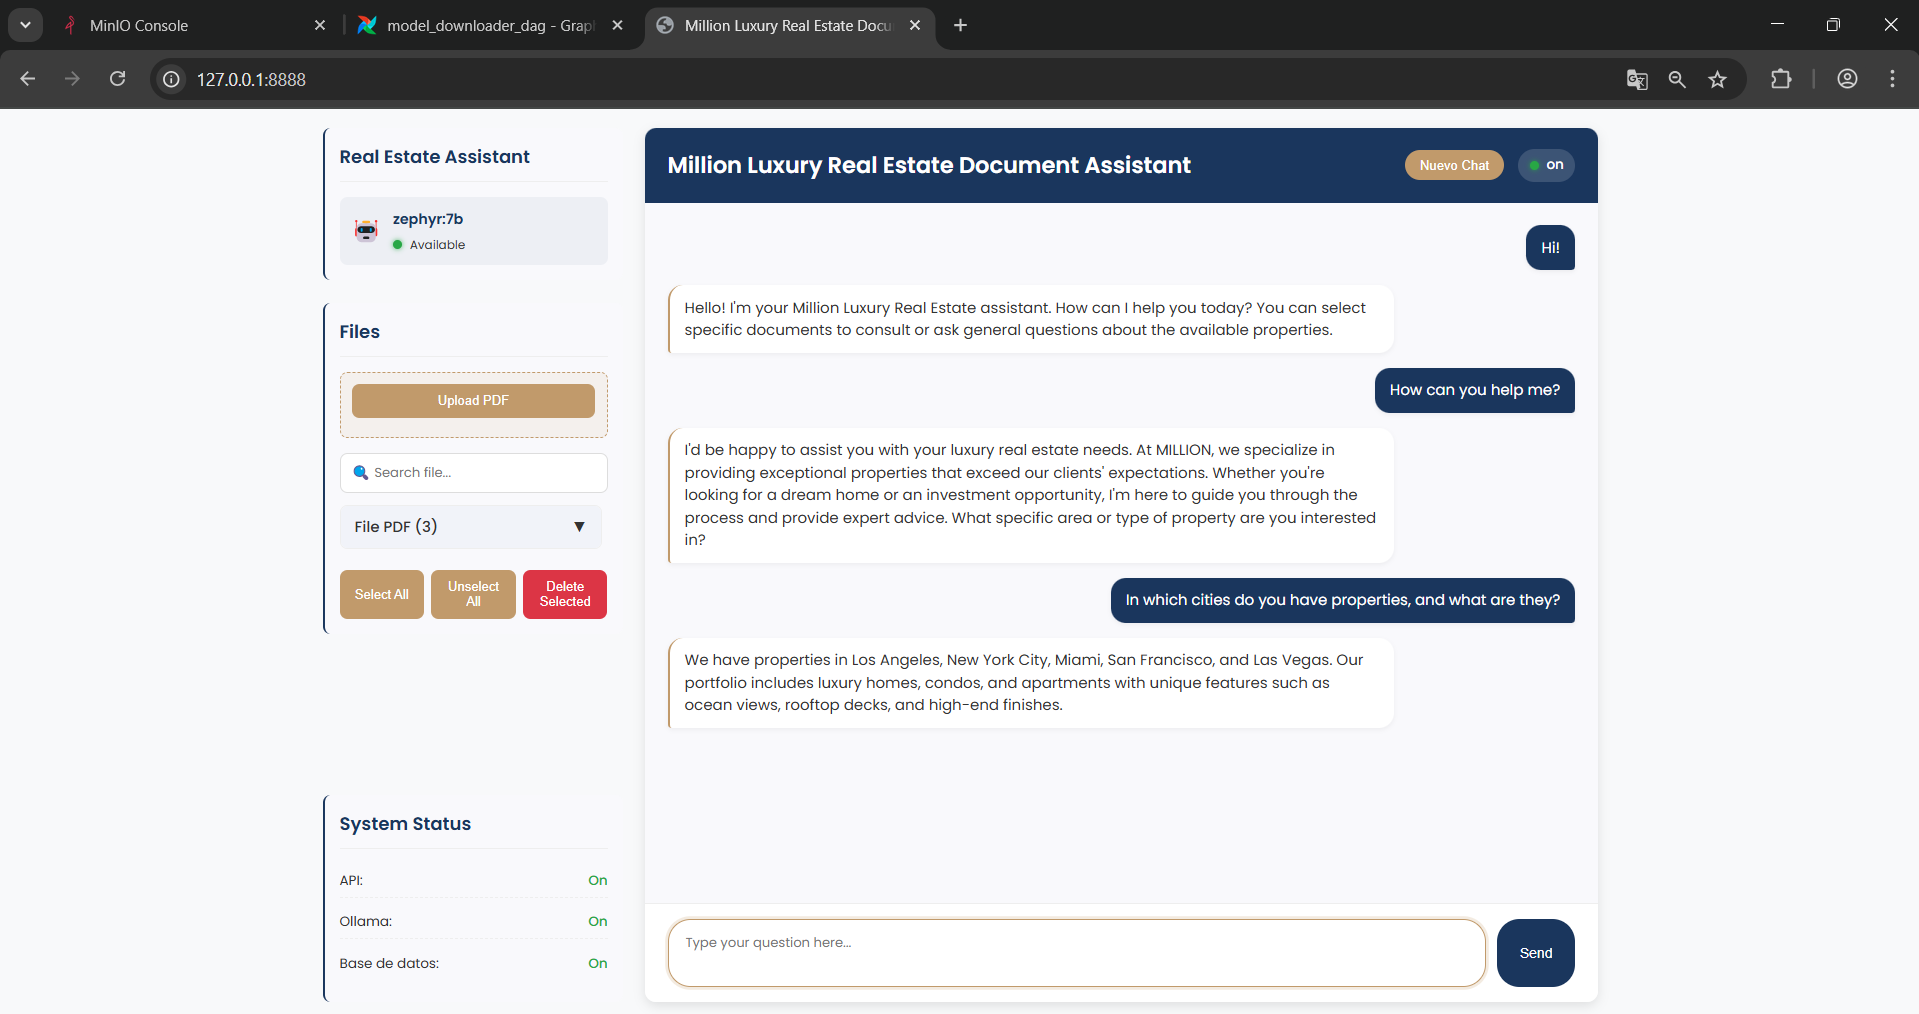 MinIO Console
model_downloader_dag - Grap
Million Luxury Real Estate Docu
127.0.0.1:8888
Real Estate Assistant
zephyr:7b
Available
Files
Upload PDF
Search file...
File PDF (3)
Select All
Unselect
All
Delete
Selected
System Status
API:
On
Ollama:
On
Base de datos:
On
Million Luxury Real Estate Document Assistant
Nuevo Chat
on
Hi!
Hello! I'm your Million Luxury Real Estate assistant. How can I help you today? You can select
specific documents to consult or ask general questions about the available properties.
How can you help me?
I'd be happy to assist you with your luxury real estate needs. At MILLION, we specialize in
providing exceptional properties that exceed our clients' expectations. Whether you're
looking for a dream home or an investment opportunity, I'm here to guide you through the
process and provide expert advice. What specific area or type of property are you interested
in?
In which cities do you have properties, and what are they?
We have properties in Los Angeles, New York City, Miami, San Francisco, and Las Vegas. Our
portfolio includes luxury homes, condos, and apartments with unique features such as
ocean views, rooftop decks, and high-end finishes.
Type your question here...
Send